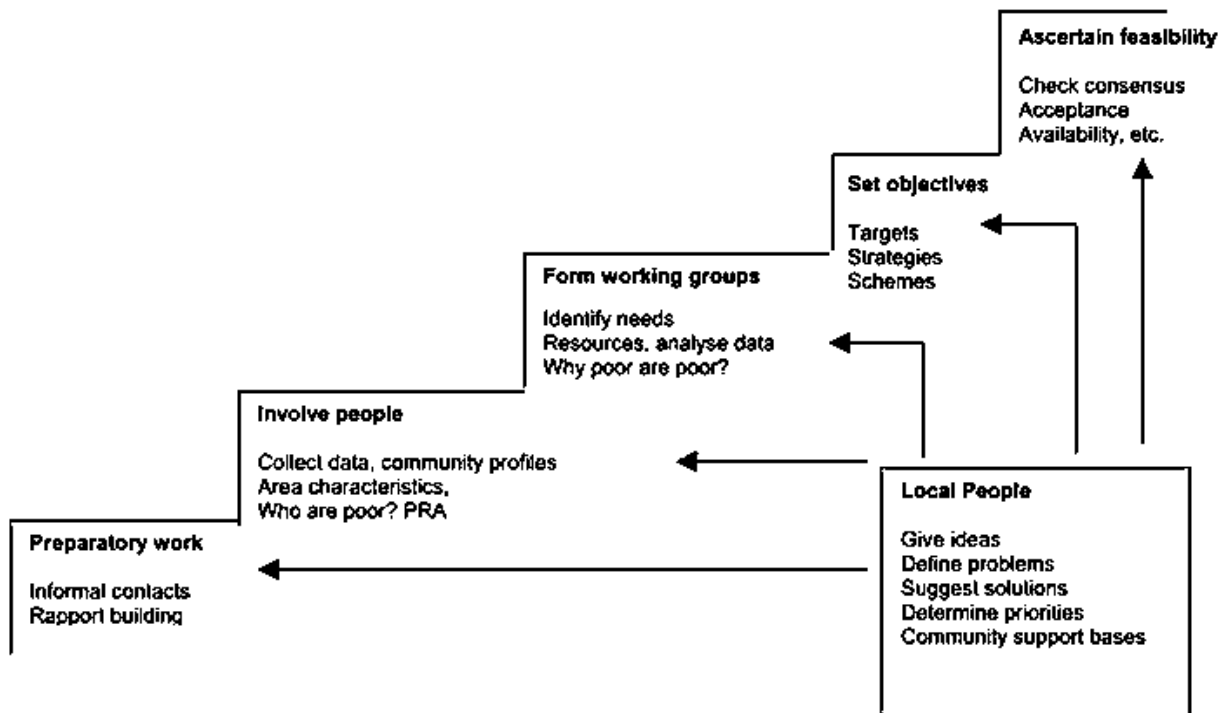 Ascertain feasibility
Check consensus
Acceptance
Availability, etc.
Set objectives
Targets
Strategies
Schemes
Form working groups
Identify needs
Resources, analyse data
Why poor are poor?
Involve people
Collect data, community profiles
Area characteristics,
Who are poor? PRA
Preparatory work
Informal contacts
Rapport building
Local People
Give ideas
Define problems
Suggest solutions
Determine priorities
Community support bases